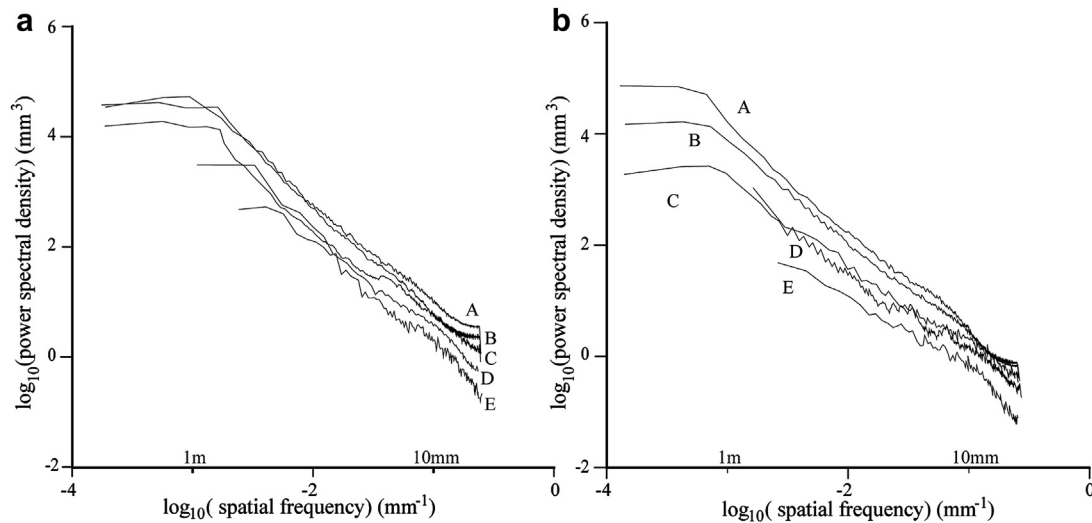 a
6
4
2
0
-2
log10(power spectral density) (mm3)
A
B
C
D
E
1m
10mm
-4
-2
0
log10( spatial frequency) (mm-1)
b
6
4
2
0
-2
log10(power spectral density) (mm3)
A
B
C
D
E
1m
10mm
-4
-2
0
log10( spatial frequency) (mm-1)